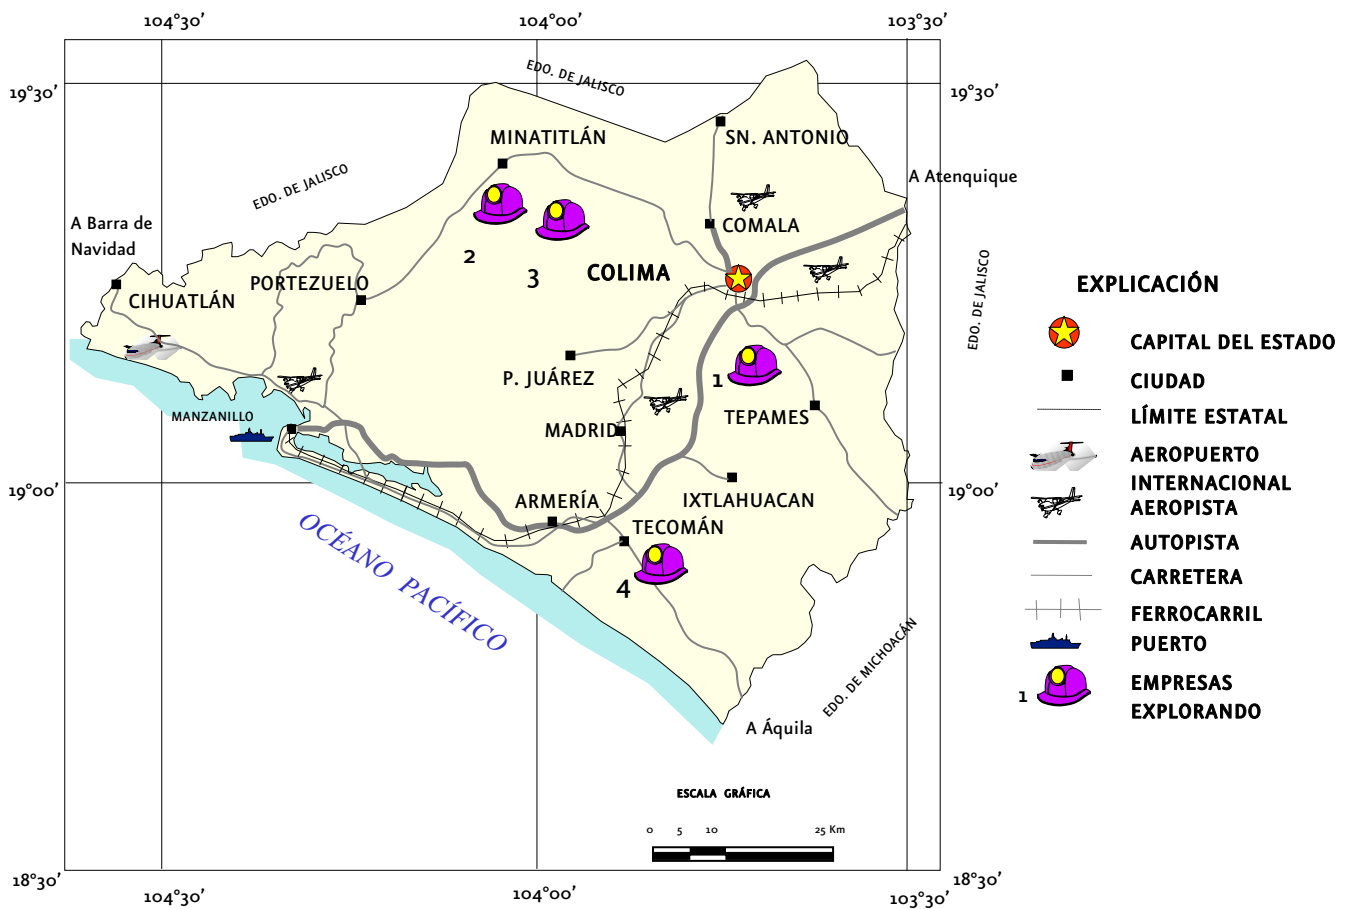 104°30'
104°00'
103°30'
19°30'
19°30'
EDO. DE JALISCO
MINATITLÁN
SN. ANTONIO
A Atenquique
EDO. DE JALISCO
A Barra de
Navidad
COMALA
2
3
COLIMA
PORTEZUELO
CIHUATLÁN
EDO. DE JALISCO
P. JUÁREZ
1
TEPAMES
MANZANILLO
MADRID
19°00'
19°00'
ARMERÍA
IXTLAHUACAN
TECOMÁN
4
OCÉANO PACÍFICO
EDO. DE MICHOACÁN
A Áquila
ESCALA GRÁFICA
0 5 10 25 Km
18°30'
18°30'
104°30'
104°00'
103°30'
EXPLICACIÓN
CAPITAL DEL ESTADO
CIUDAD
LÍMITE ESTATAL
AEROPUERTO
INTERNACIONAL
AEROPISTA
AUTOPISTA
CARRETERA
FERROCARRIL
PUERTO
1
EMPRESAS
EXPLORANDO